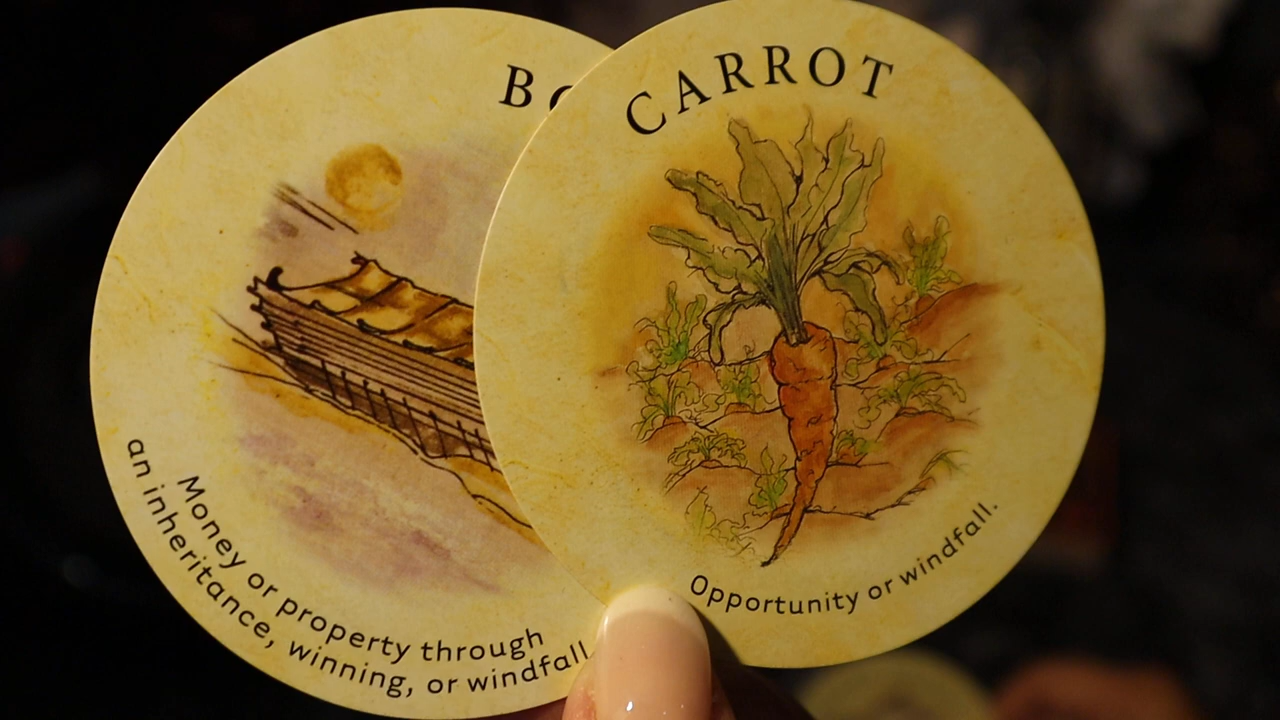 CARROT
Money or property through
an inheritance, winning, or windfall
Opportunity or windfall.